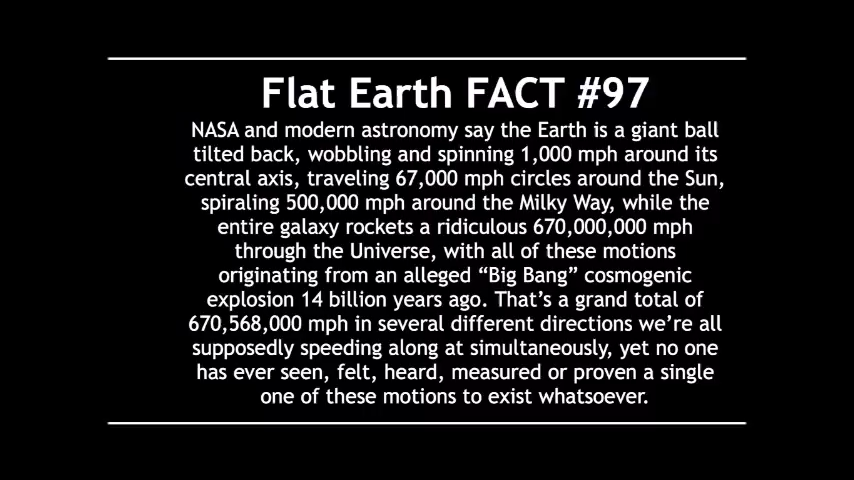 Flat Earth FACT #97
NASA and modern astronomy say the Earth is a giant ball
tilted back, wobbling and spinning 1,000 mph around its
central axis, traveling 67,000 mph circles around the Sun,
spiraling 500,000 mph around the Milky Way, while the
entire galaxy rockets a ridiculous 670,000,000 mph
through the Universe, with all of these motions
originating from an alleged “Big Bang” cosmogenic
explosion 14 billion years ago. That’s a grand total of
670,568,000 mph in several different directions we’re all
supposedly speeding along at simultaneously, yet no one
has ever seen, felt, heard, measured or proven a single
one of these motions to exist whatsoever.